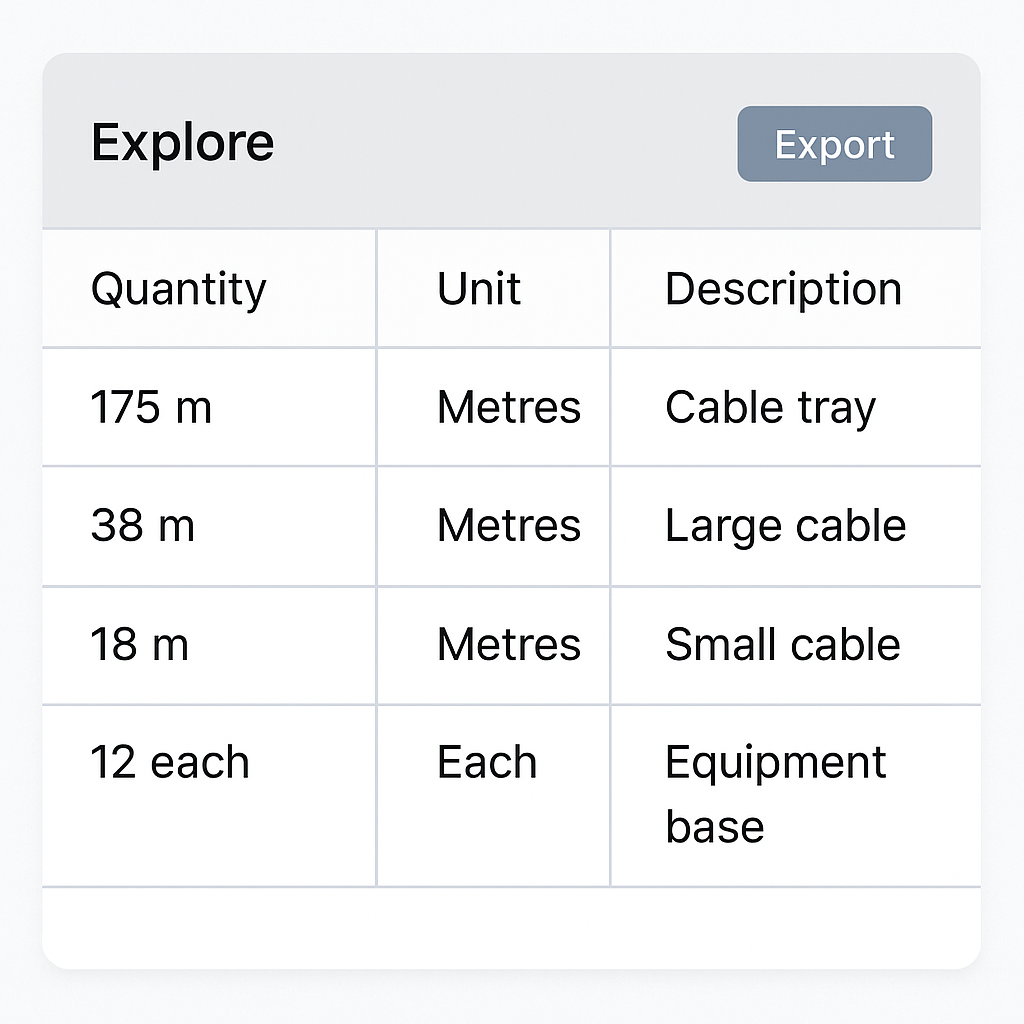 Explore
Export
Quantity Unit Description
175 m Metres Cable tray
38 m Metres Large cable
18 m Metres Small cable
12 each Each Equipment
base